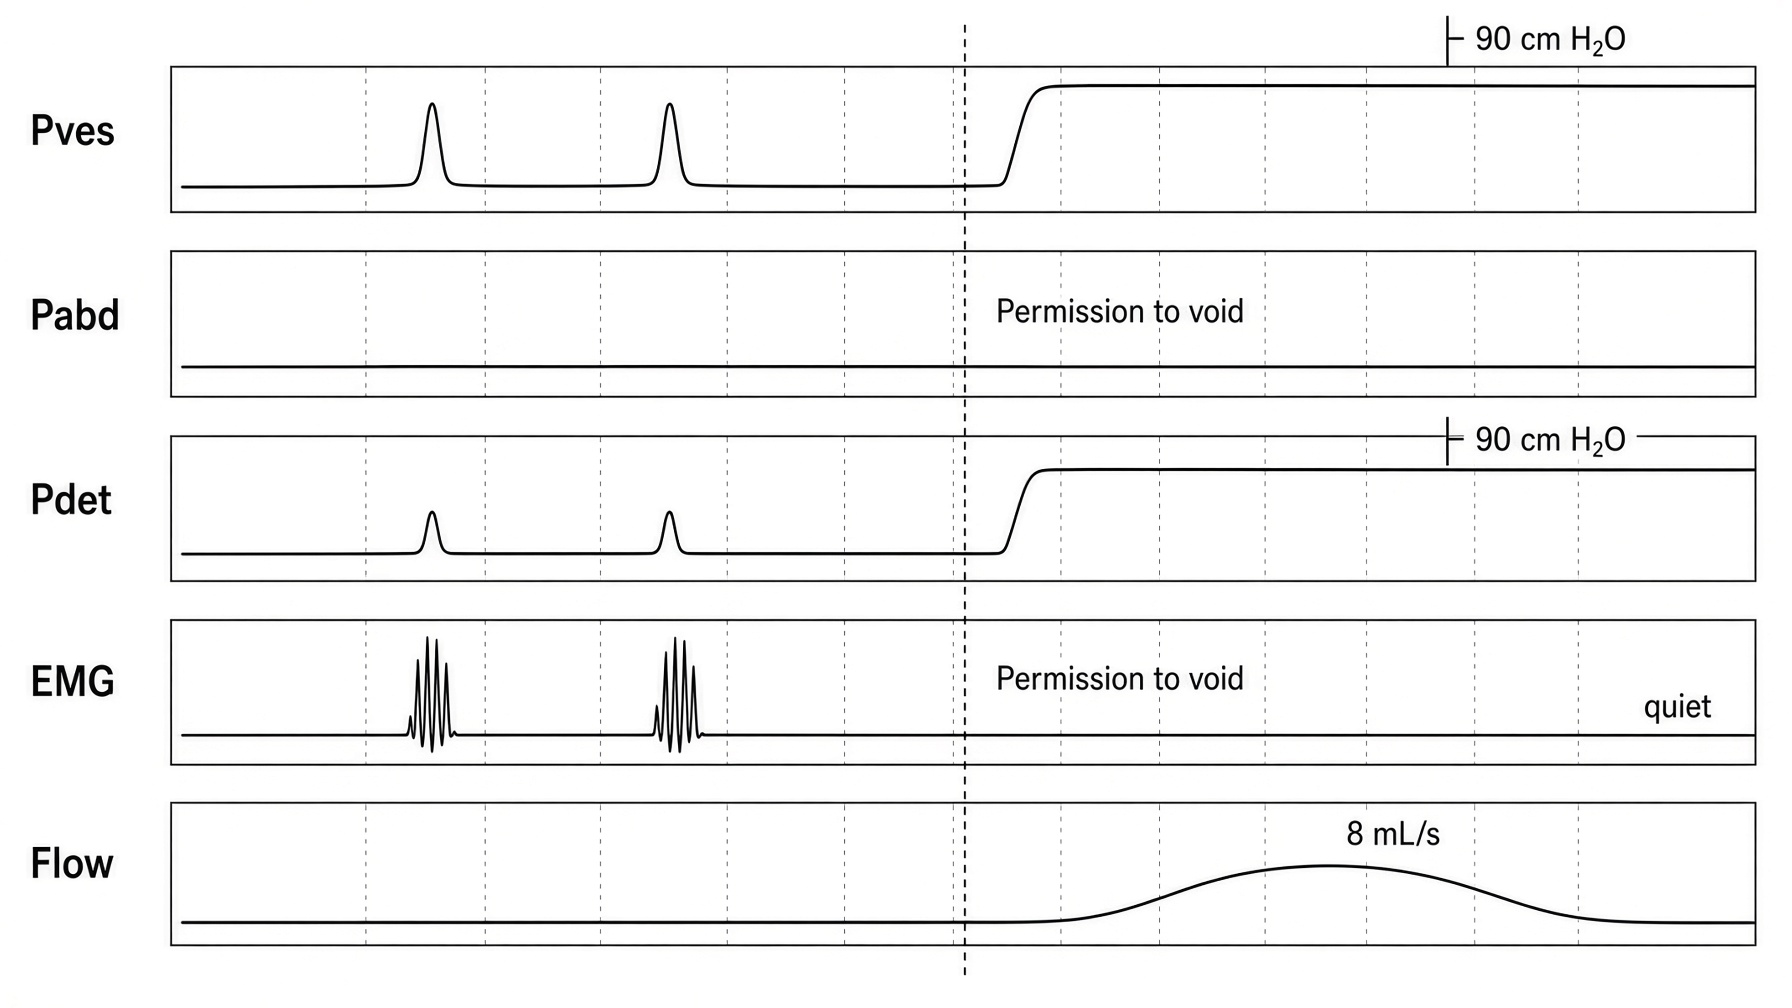 90 cm H₂O
Pves
Pabd
Permission to void
90 cm H₂O
Pdet
EMG
Permission to void
quiet
8 mL/s
Flow